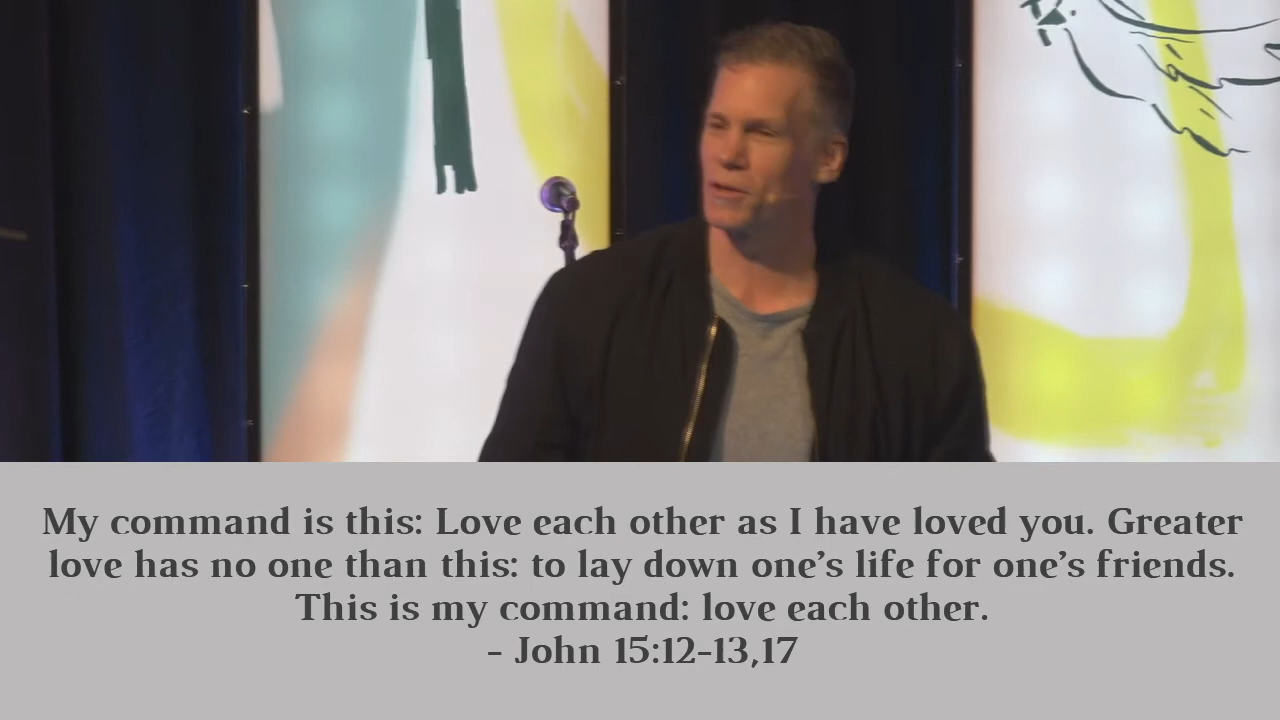 My command is this: Love each other as I have loved you. Greater
love has no one than this: to lay down one’s life for one’s friends.
This is my command: love each other.
- John 15:12-13,17